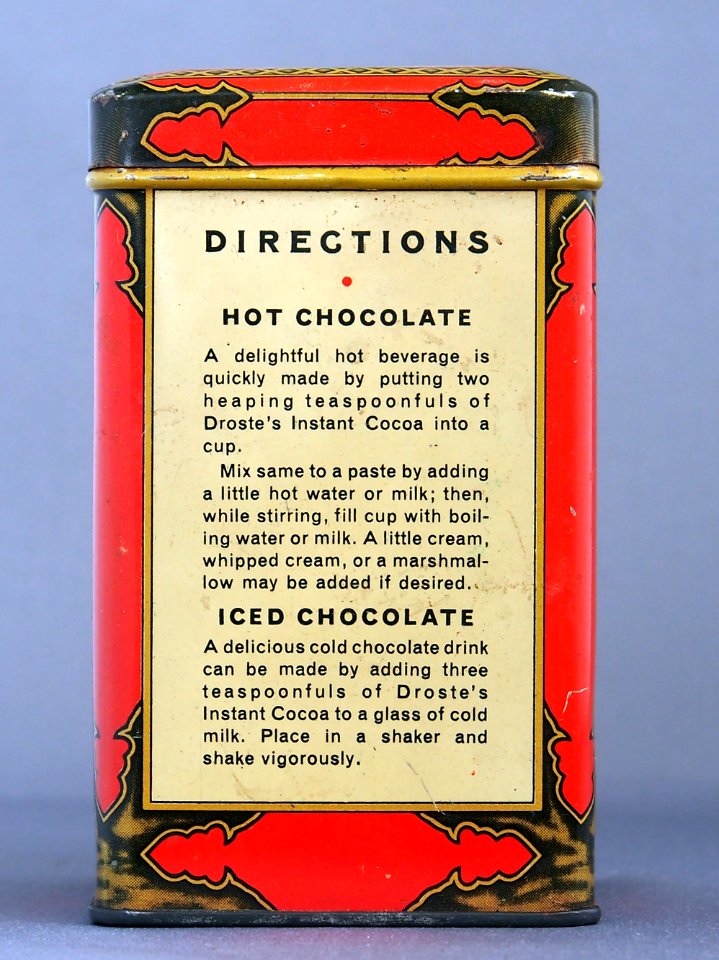 DIRECTIONS
HOT CHOCOLATE
A delightful hot beverage is
quickly made by putting two
heaping teaspoonfuls of
Droste's Instant Cocoa into a
cup.
Mix same to a paste by adding
a little hot water or milk; then,
while stirring, fill cup with boil-
ing water or milk. A little cream,
whipped cream, or a marshmal-
low may be added if desired.
ICED CHOCOLATE
A delicious cold chocolate drink
can be made by adding three
teaspoonfuls of Droste's
Instant Cocoa to a glass of cold
milk. Place in a shaker and
shake vigorously.